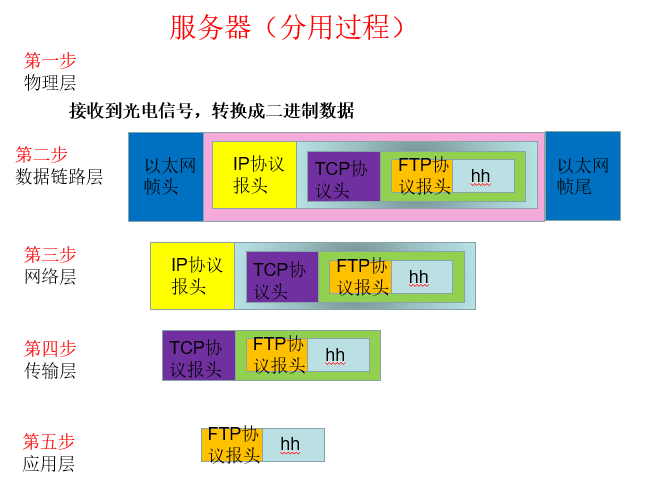 服务器（分用过程）
第一步
物理层
接收到光电信号，转换成二进制数据
第二步
数据链路层
以太网
帧头
IP协议
报头
TCP协
议头
FTP协
议报头
hh
以太网
帧尾
第三步
网络层
IP协议
报头
TCP协
议头
FTP协
议报头
hh
第四步
传输层
TCP协
议报头
FTP协
议报头
hh
第五步
应用层
FTP协
议报头
hh